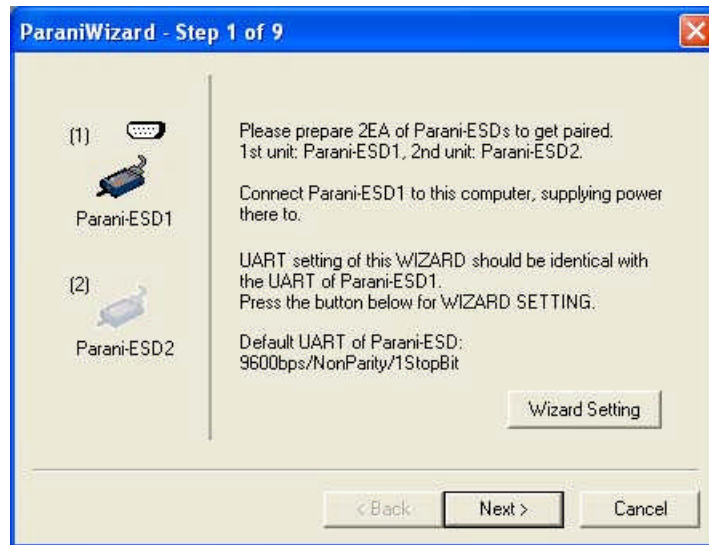 ParaniWizard - Step 1 of 9
(1)
Parani-ESD1
(2)
Parani-ESD2
Please prepare 2EA of Parani-ESDs to get paired.
1st unit: Parani-ESD1, 2nd unit: Parani-ESD2.
Connect Parani-ESD1 to this computer, supplying power
there to.
UART setting of this WIZARD should be identical with
the UART of Parani-ESD1.
Press the button below for WIZARD SETTING.
Default UART of Parani-ESD:
9600bps/NonParity/1StopBit
Wizard Setting
< Back
Next >
Cancel